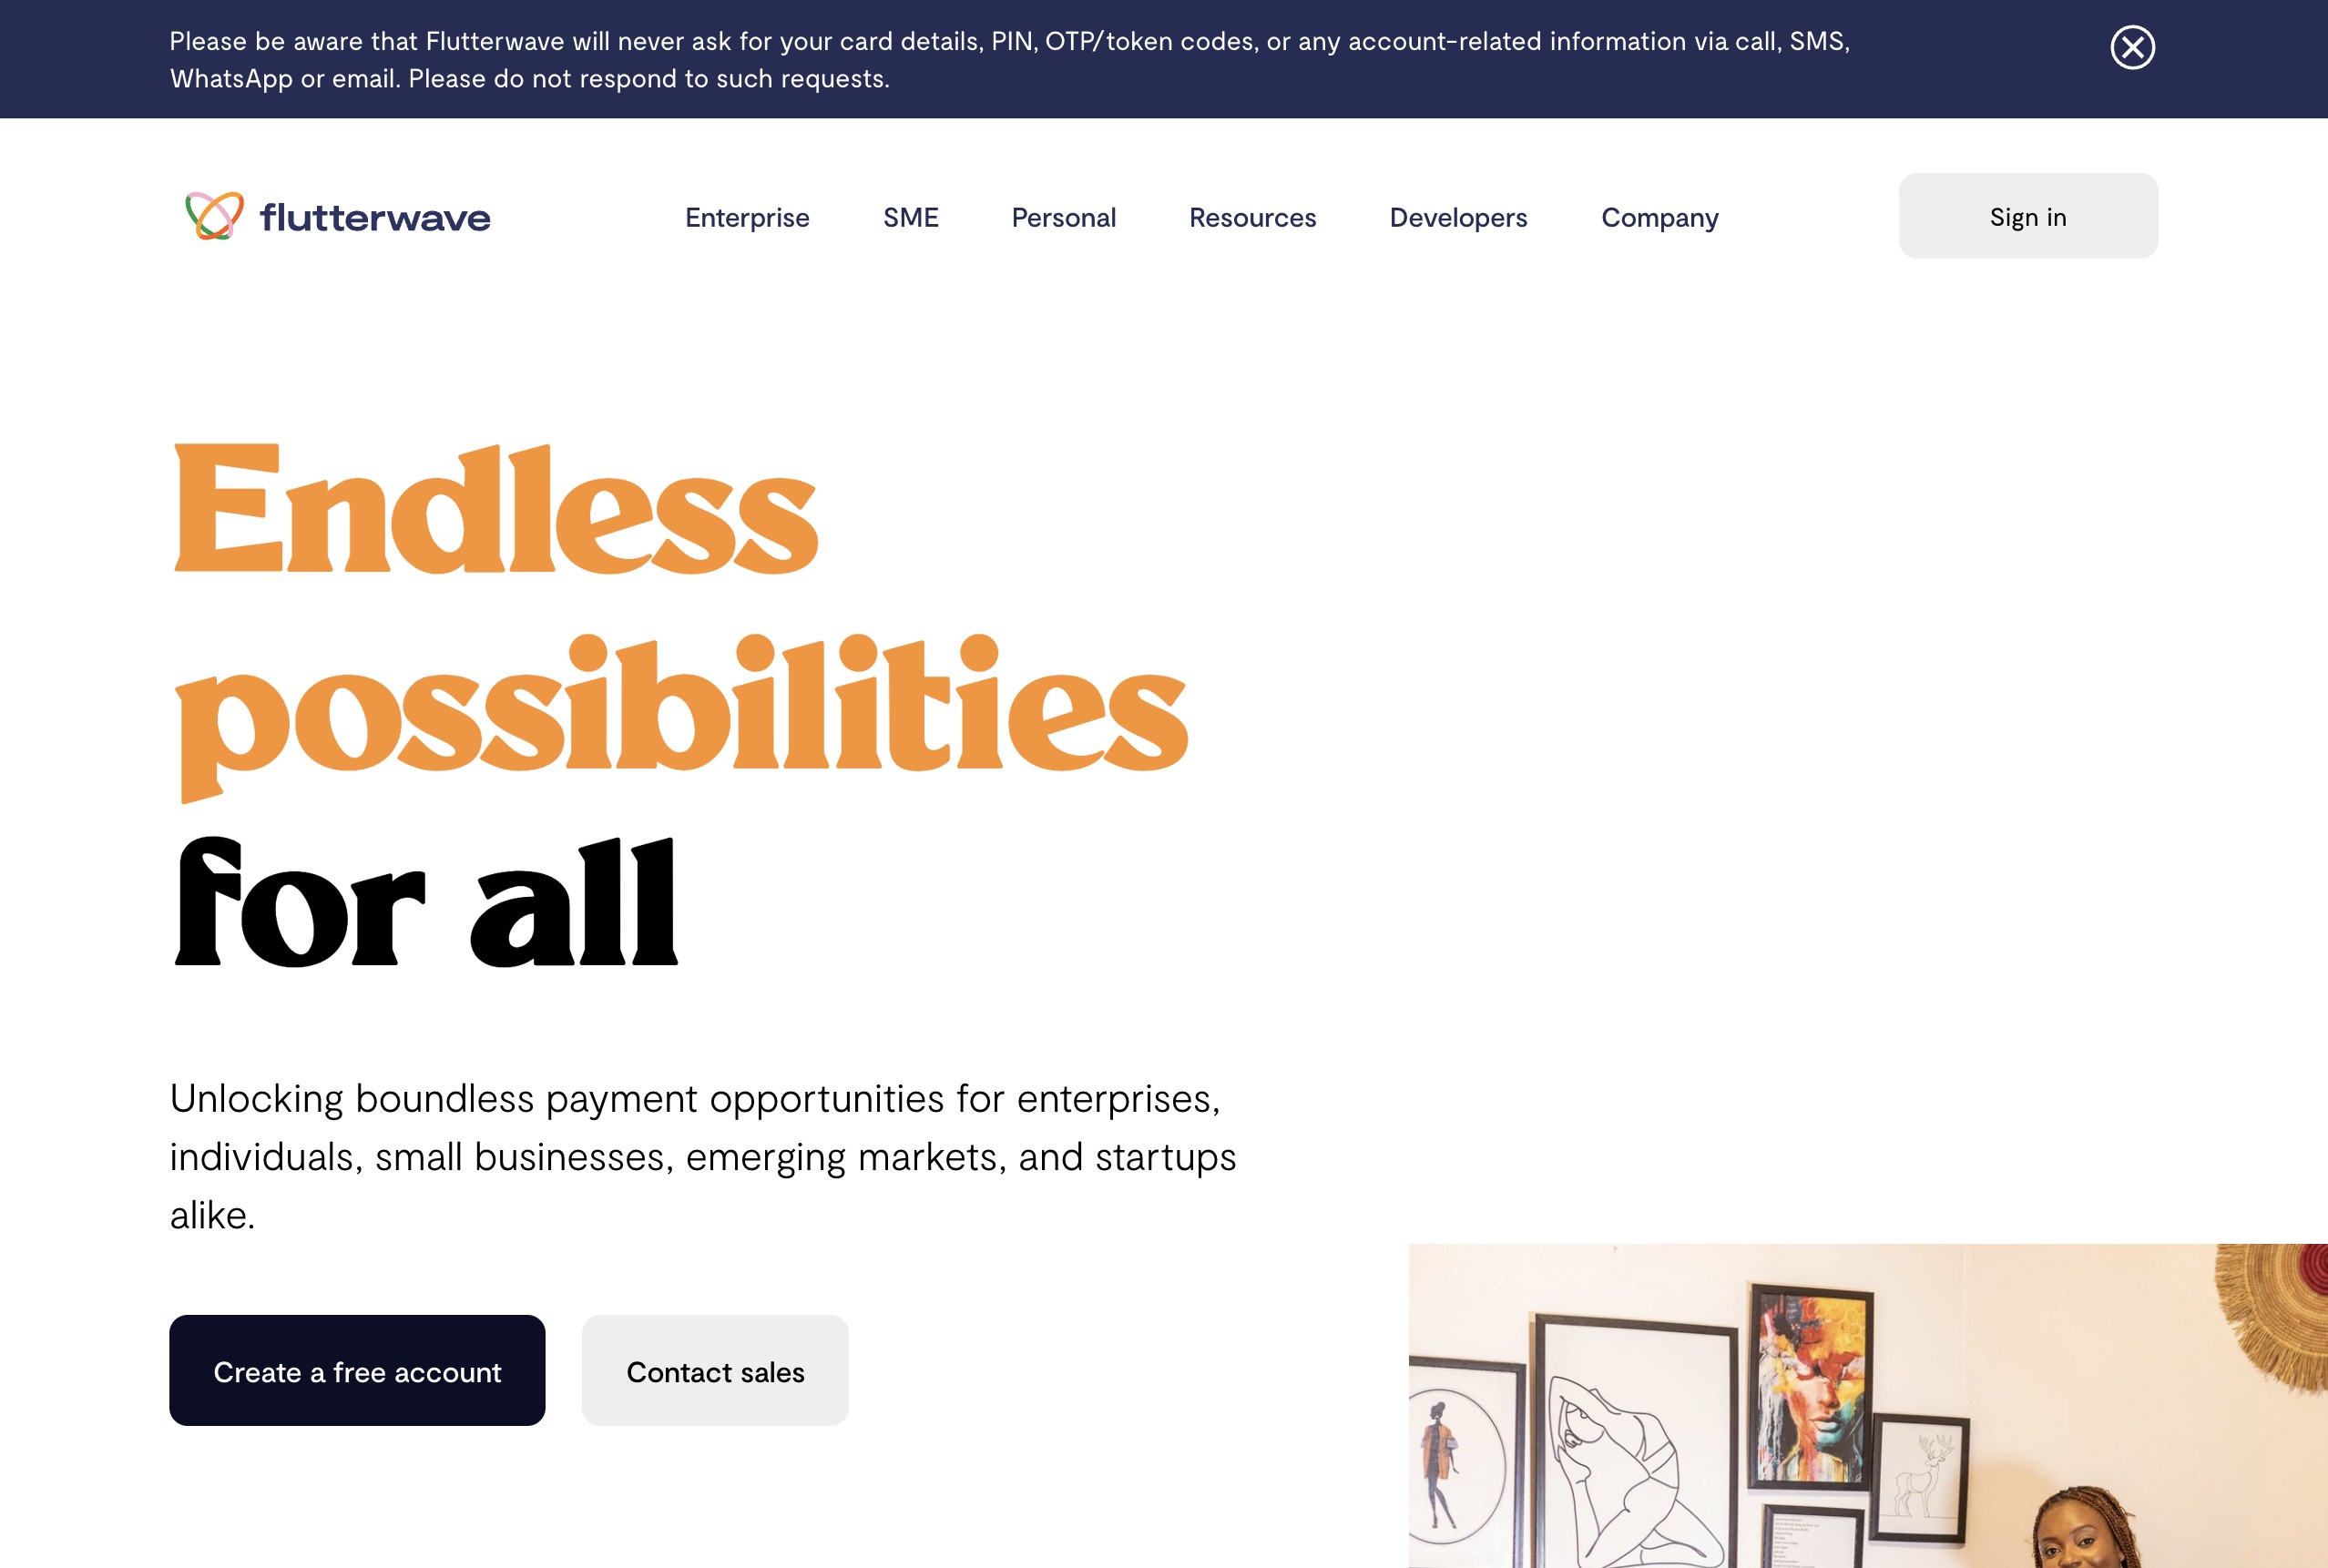 Please be aware that Flutterwave will never ask for your card details, PIN, OTP/token codes, or any account-related information via call, SMS,
WhatsApp or email. Please do not respond to such requests.
flutterwave
Enterprise
SME
Personal
Resources
Developers
Company
Sign in
Endless
possibilities
for all
Unlocking boundless payment opportunities for enterprises,
individuals, small businesses, emerging markets, and startups
alike.
Create a free account
Contact sales